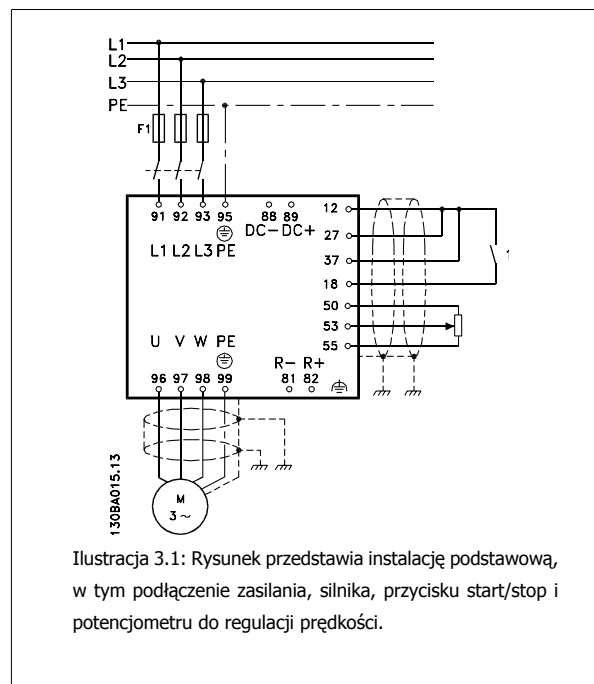 L1
L2
L3
PE
F1
91 92 93 95 88 89
DC- DC+
L1 L2 L3 PE
12
27
37
18
50
53
55
U V W PE
R- R+
96 97 98 99 81 82
M
3~
130BA015.13
Ilustracja 3.1: Rysunek przedstawia instalację podstawową,
w tym podłączenie zasilania, silnika, przycisku start/stop i
potencjometru do regulacji prędkości.